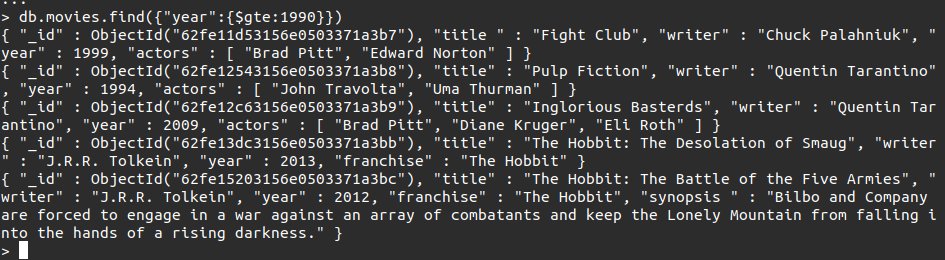 ...
> db.movies.find({"year":{$gte:1990}})
{ "_id" : ObjectId("62fe11d53156e0503371a3b7"), "title " : "Fight Club", "writer" : "Chuck Palahniuk", "
year" : 1999, "actors" : [ "Brad Pitt", "Edward Norton" ] }
{ "_id" : ObjectId("62fe12543156e0503371a3b8"), "title" : "Pulp Fiction", "writer" : "Quentin Tarantino"
, "year" : 1994, "actors" : [ "John Travolta", "Uma Thurman" ] }
{ "_id" : ObjectId("62fe12c63156e0503371a3b9"), "title" : "Inglorious Basterds", "writer" : "Quentin Tar
antino", "year" : 2009, "actors" : [ "Brad Pitt", "Diane Kruger", "Eli Roth" ] }
{ "_id" : ObjectId("62fe13dc3156e0503371a3bb"), "title" : "The Hobbit: The Desolation of Smaug", "writer
" : "J.R.R. Tolkein", "year" : 2013, "franchise" : "The Hobbit" }
{ "_id" : ObjectId("62fe15203156e0503371a3bc"), "title" : "The Hobbit: The Battle of the Five Armies", "
writer" : "J.R.R. Tolkein", "year" : 2012, "franchise" : "The Hobbit", "synopsis " : "Bilbo and Company
are forced to engage in a war against an array of combatants and keep the Lonely Mountain from falling i
nto the hands of a rising darkness." }
>